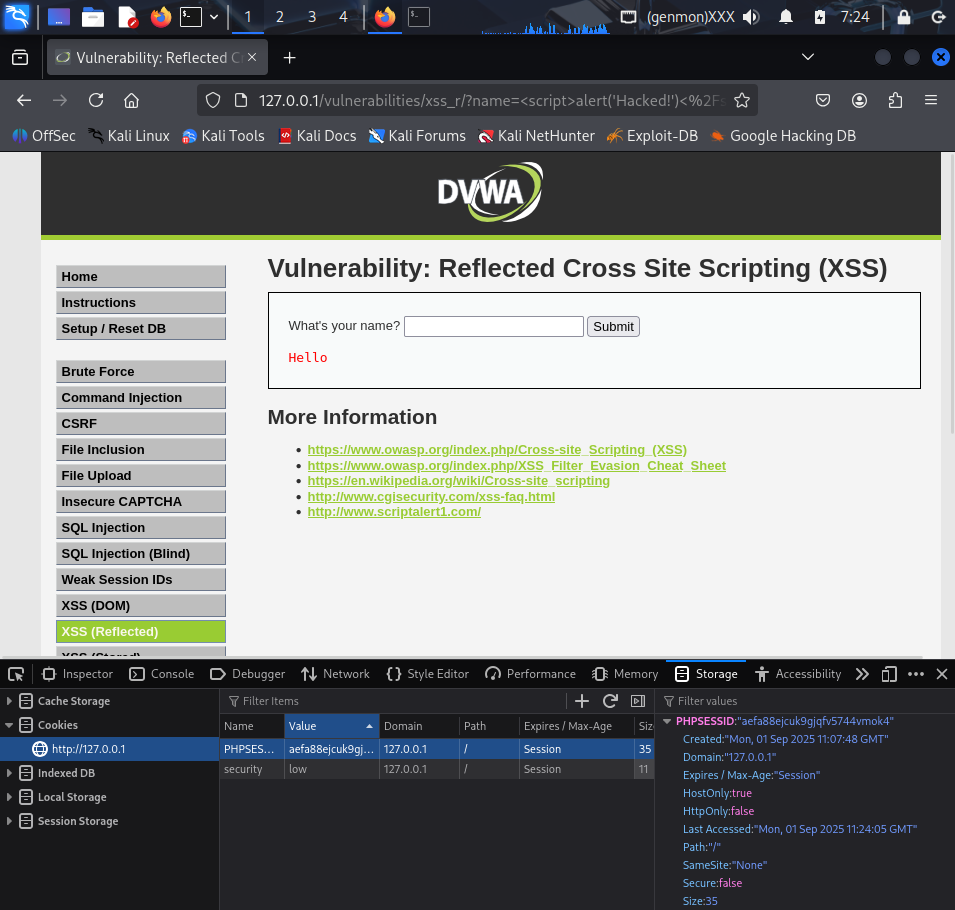 1 2 3 4 (genmon)XXX 7:24
Vulnerability: Reflected C
127.0.0.1/vulnerabilities/xss_r/?name=<script>alert('Hacked!')<%2Fs
OffSec Kali Linux Kali Tools Kali Docs Kali Forums Kali NetHunter Exploit-DB Google Hacking DB
DVWA
Home
Instructions
Setup / Reset DB
Brute Force
Command Injection
CSRF
File Inclusion
File Upload
Insecure CAPTCHA
SQL Injection
SQL Injection (Blind)
Weak Session IDs
XSS (DOM)
XSS (Reflected)
XSS (Stored)
Vulnerability: Reflected Cross Site Scripting (XSS)
What's your name? Submit
Hello
More Information
https://www.owasp.org/index.php/Cross-site_Scripting_(XSS)
https://www.owasp.org/index.php/XSS_Filter_Evasion_Cheat_Sheet
https://en.wikipedia.org/wiki/Cross-site_scripting
http://www.cgisecurity.com/xss-faq.html
http://www.scriptalert1.com/
Inspector Console Debugger Network Style Editor Performance Memory Storage Accessibility
Cache Storage
Cookies
http://127.0.0.1
Indexed DB
Local Storage
Session Storage
Filter Items
Name Value Domain Path Expires / Max-Age Siz
PHPSES... aefa88ejcuk9gj... 127.0.0.1 / Session 35
security low 127.0.0.1 / Session 11
Filter values
PHPSESSID:"aefa88ejcuk9gjqfv5744vmok4"
Created:"Mon, 01 Sep 2025 11:07:48 GMT"
Domain:"127.0.0.1"
Expires / Max-Age:"Session"
HostOnly:true
HttpOnly:false
Last Accessed:"Mon, 01 Sep 2025 11:24:05 GMT"
Path:"/"
SameSite:"None"
Secure:false
Size:35